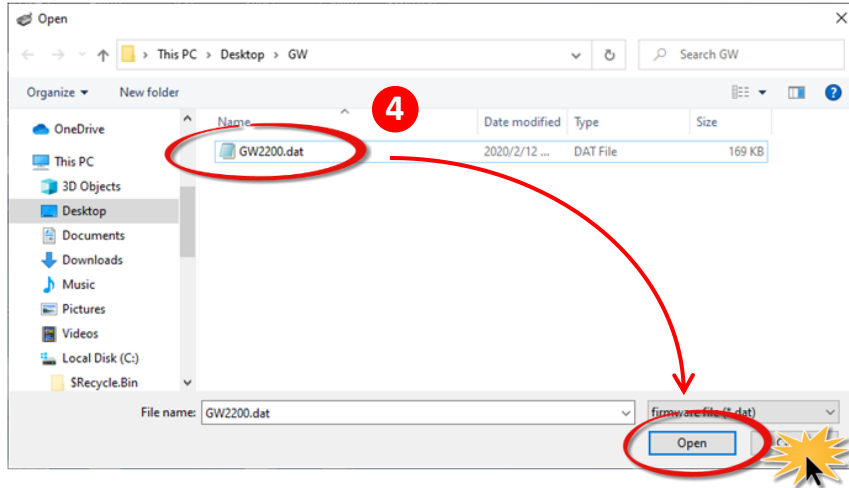 Open
This PC > Desktop > GW
Search GW
Organize
New folder
4
Name
Date modified
Type
Size
OneDrive
GW2200.dat
2020/2/12 ...
DAT File
169 KB
This PC
3D Objects
Desktop
Documents
Downloads
Music
Pictures
Videos
Local Disk (C:)
$Recycle.Bin
File name:
GW2200.dat
firmware file (*.dat)
Open